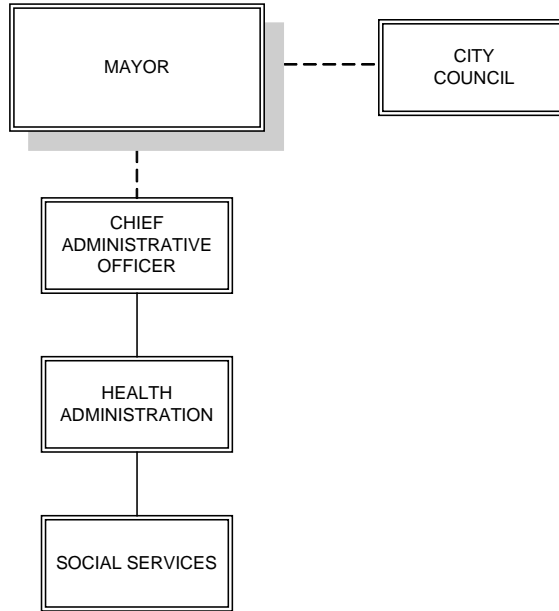 MAYOR
CITY
COUNCIL
CHIEF
ADMINISTRATIVE
OFFICER
HEALTH
ADMINISTRATION
SOCIAL SERVICES